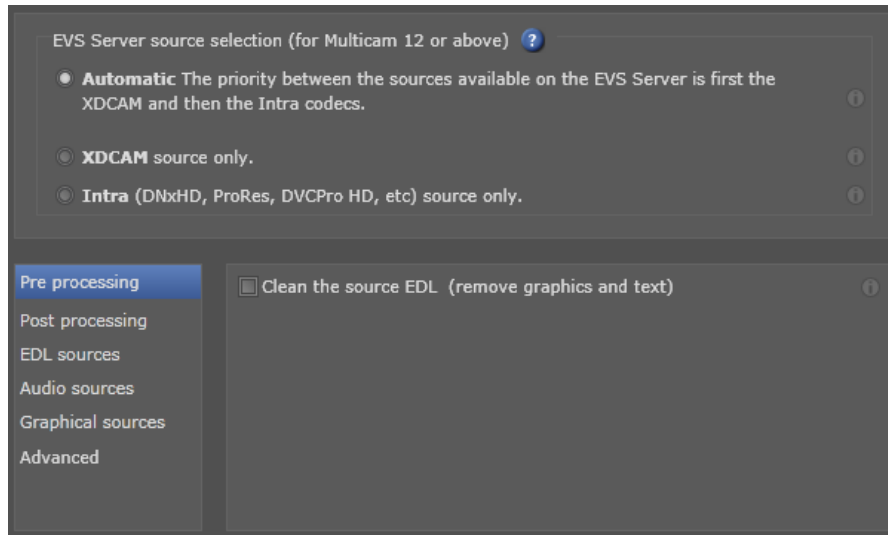 EVS Server source selection (for Multicam 12 or above) ?
Automatic The priority between the sources available on the EVS Server is first the
XDCAM and then the Intra codecs.
XDCAM source only.
Intra (DNxHD, ProRes, DVCPro HD, etc) source only.
Pre processing
Clean the source EDL (remove graphics and text)
Post processing
EDL sources
Audio sources
Graphical sources
Advanced